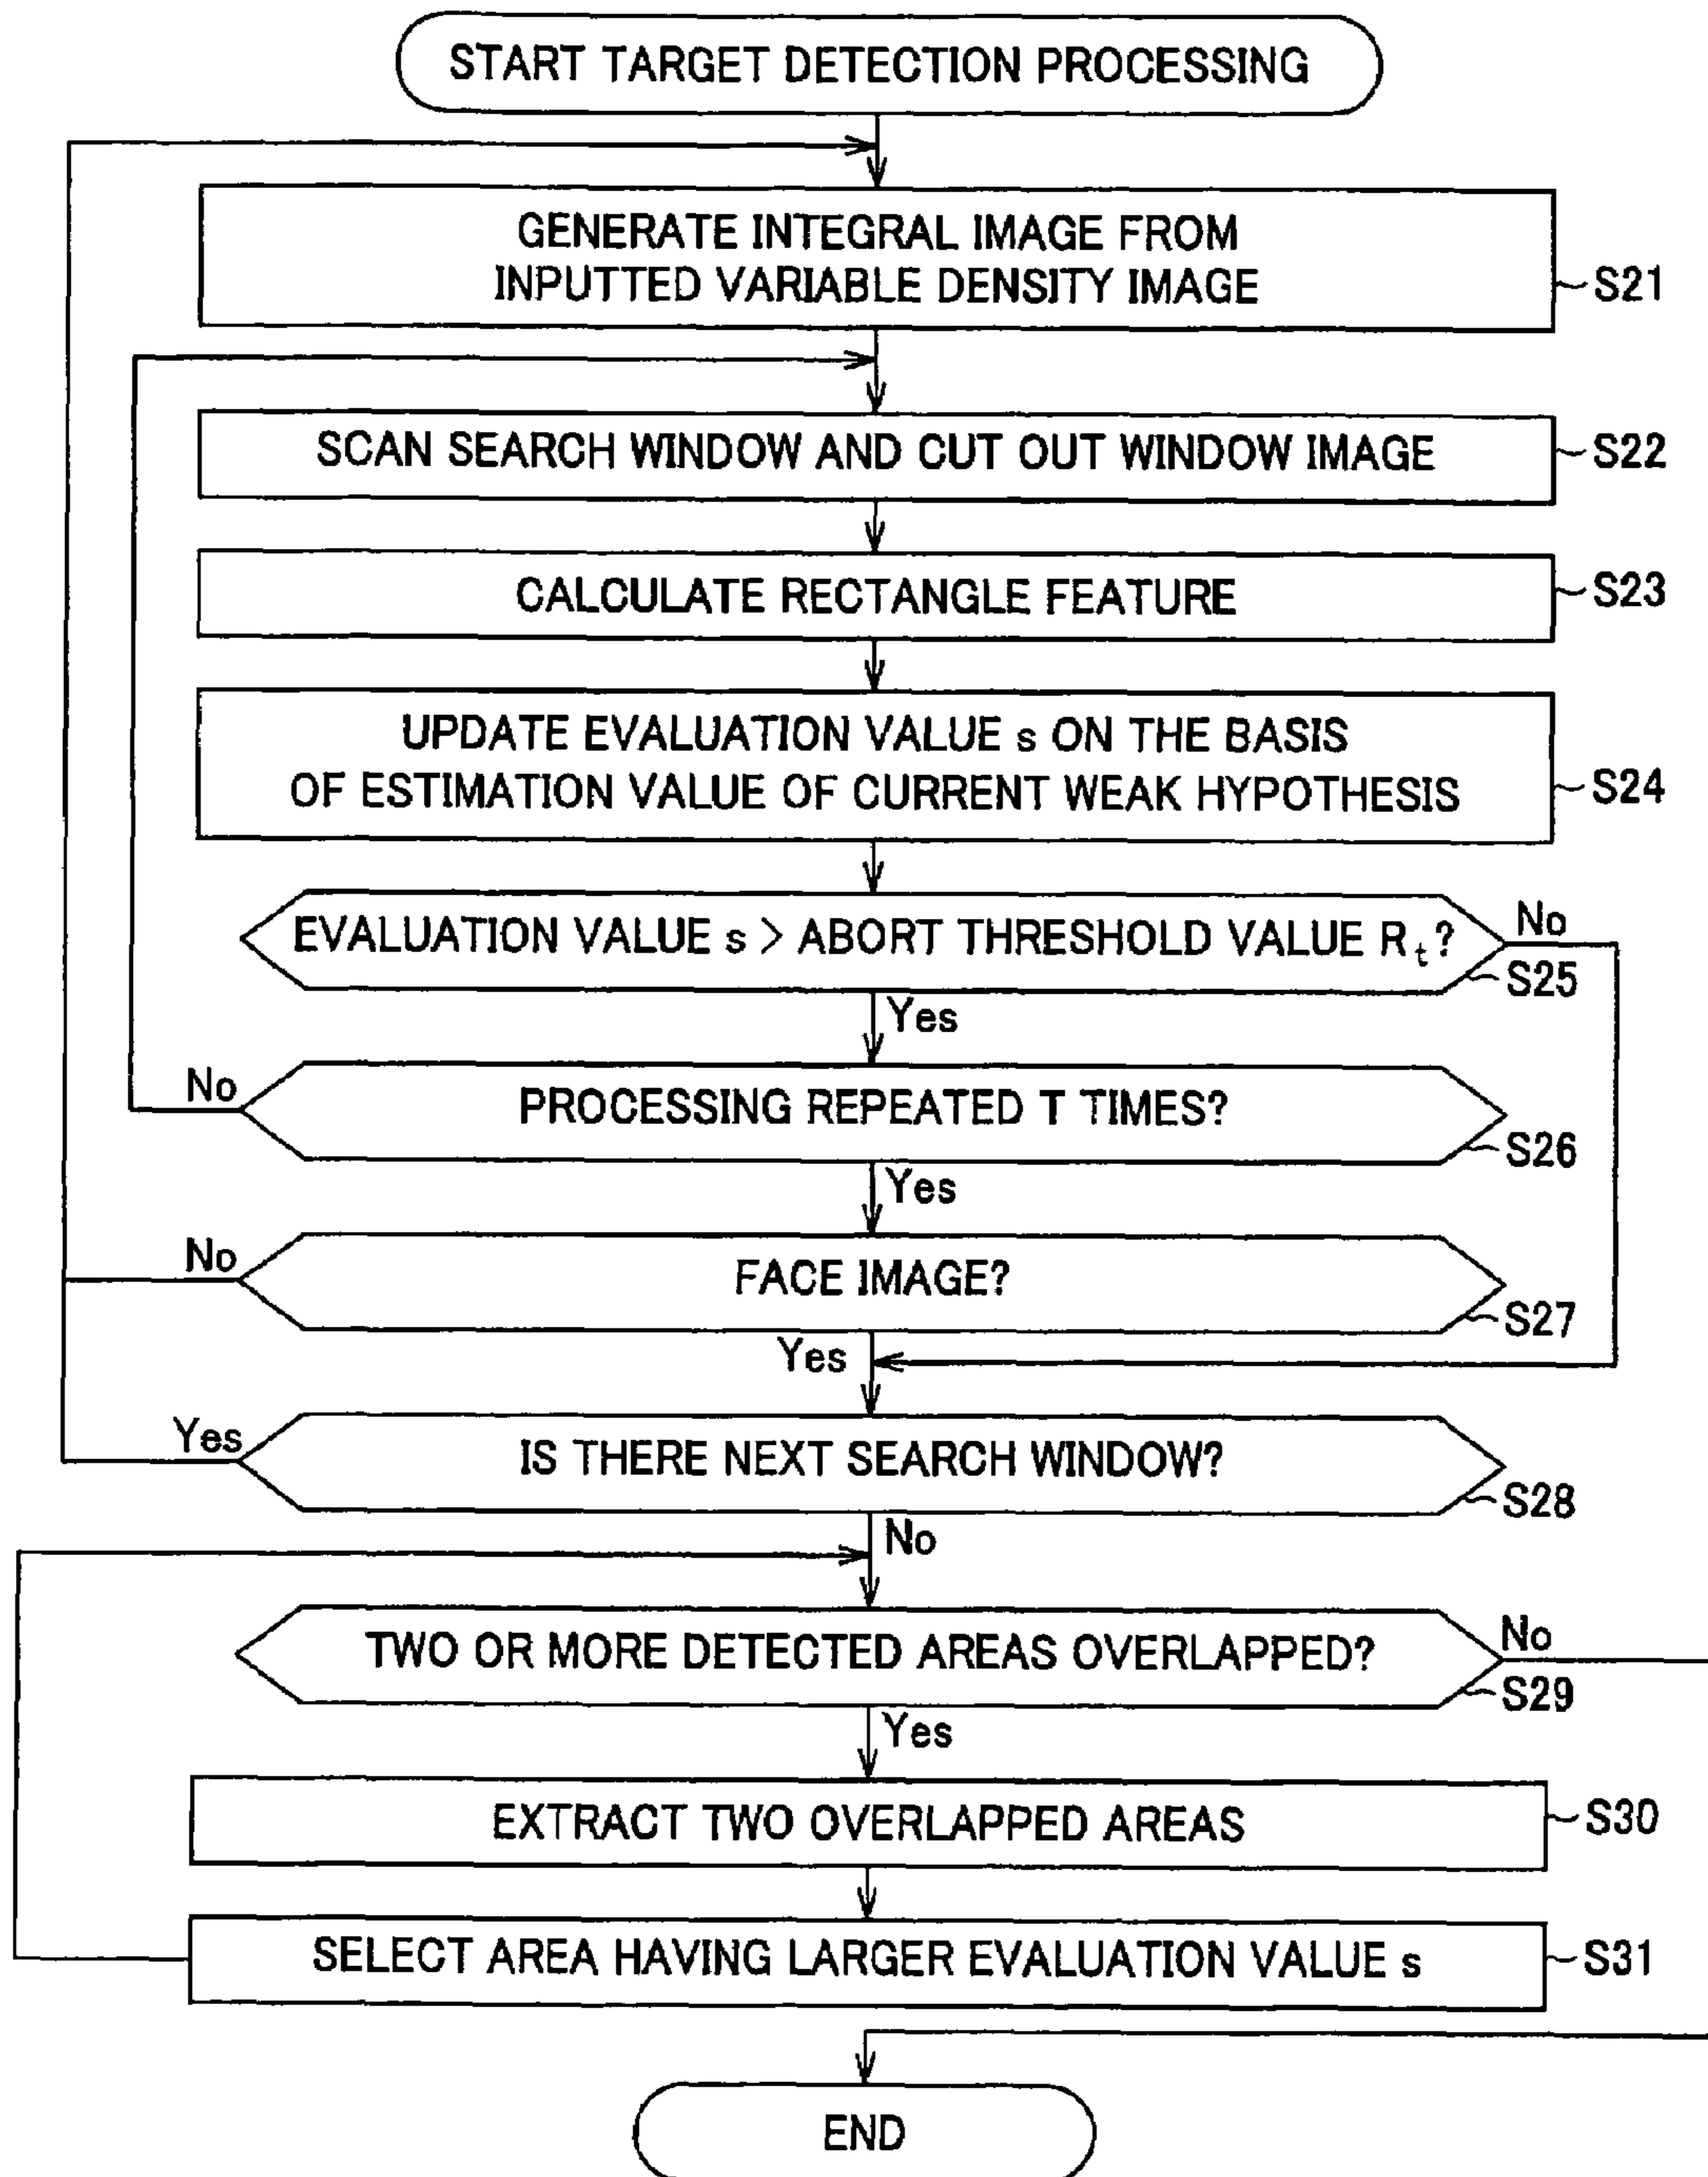 START TARGET DETECTION PROCESSING
GENERATE INTEGRAL IMAGE FROM
INPUTTED VARIABLE DENSITY IMAGE
S21
SCAN SEARCH WINDOW AND CUT OUT WINDOW IMAGE
S22
CALCULATE RECTANGLE FEATURE
S23
UPDATE EVALUATION VALUE s ON THE BASIS
OF ESTIMATION VALUE OF CURRENT WEAK HYPOTHESIS
S24
EVALUATION VALUE s > ABORT THRESHOLD VALUE Rt?
No
S25
Yes
No
PROCESSING REPEATED T TIMES?
S26
Yes
No
FACE IMAGE?
S27
Yes
Yes
IS THERE NEXT SEARCH WINDOW?
S28
No
TWO OR MORE DETECTED AREAS OVERLAPPED?
No
S29
Yes
EXTRACT TWO OVERLAPPED AREAS
S30
SELECT AREA HAVING LARGER EVALUATION VALUE s
S31
END